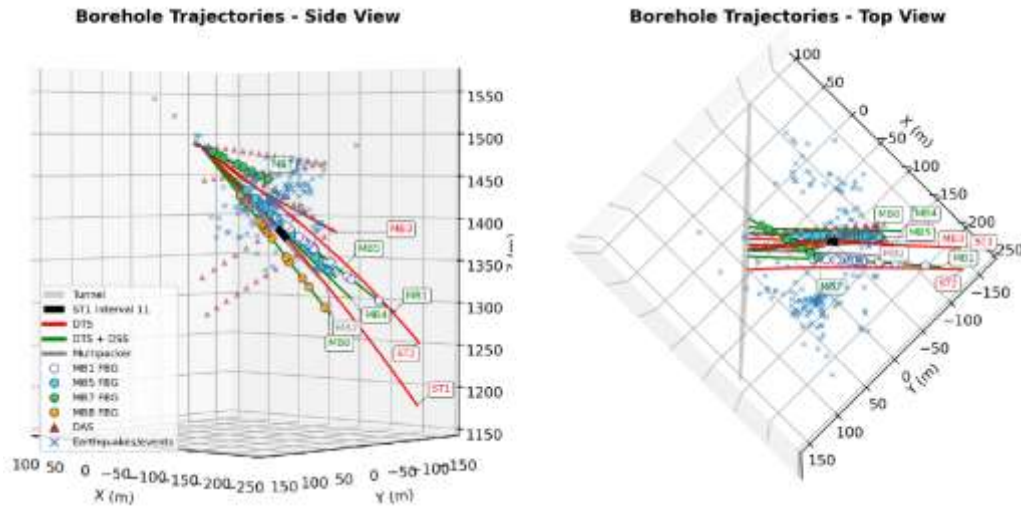 Borehole Trajectories - Side View
1550
1500
1450
1400
1350
1300
1250
1200
1150
MB7
MB3
MB5
MB1
MB4
MB8
ST2
ST1
Tunnel
ST1 Interval 11
DTS
DTS + DSS
Multipacker
MB1 FBG
MB5 FBG
MB7 FBG
MB8 FBG
DAS
Earthquakes/events
100 50 0 −50 −100 −150 −200 −250
X (m)
150 100 50 0 −50 −100 −150
Y (m)
Borehole Trajectories - Top View
100
50
0
−50
−100
−150
−200
−250
X (m)
MB8
MB4
MB5
MB3
ST1
MB1
ST2
MB7
−150
−100
−50
0
50
100
150
Y (m)